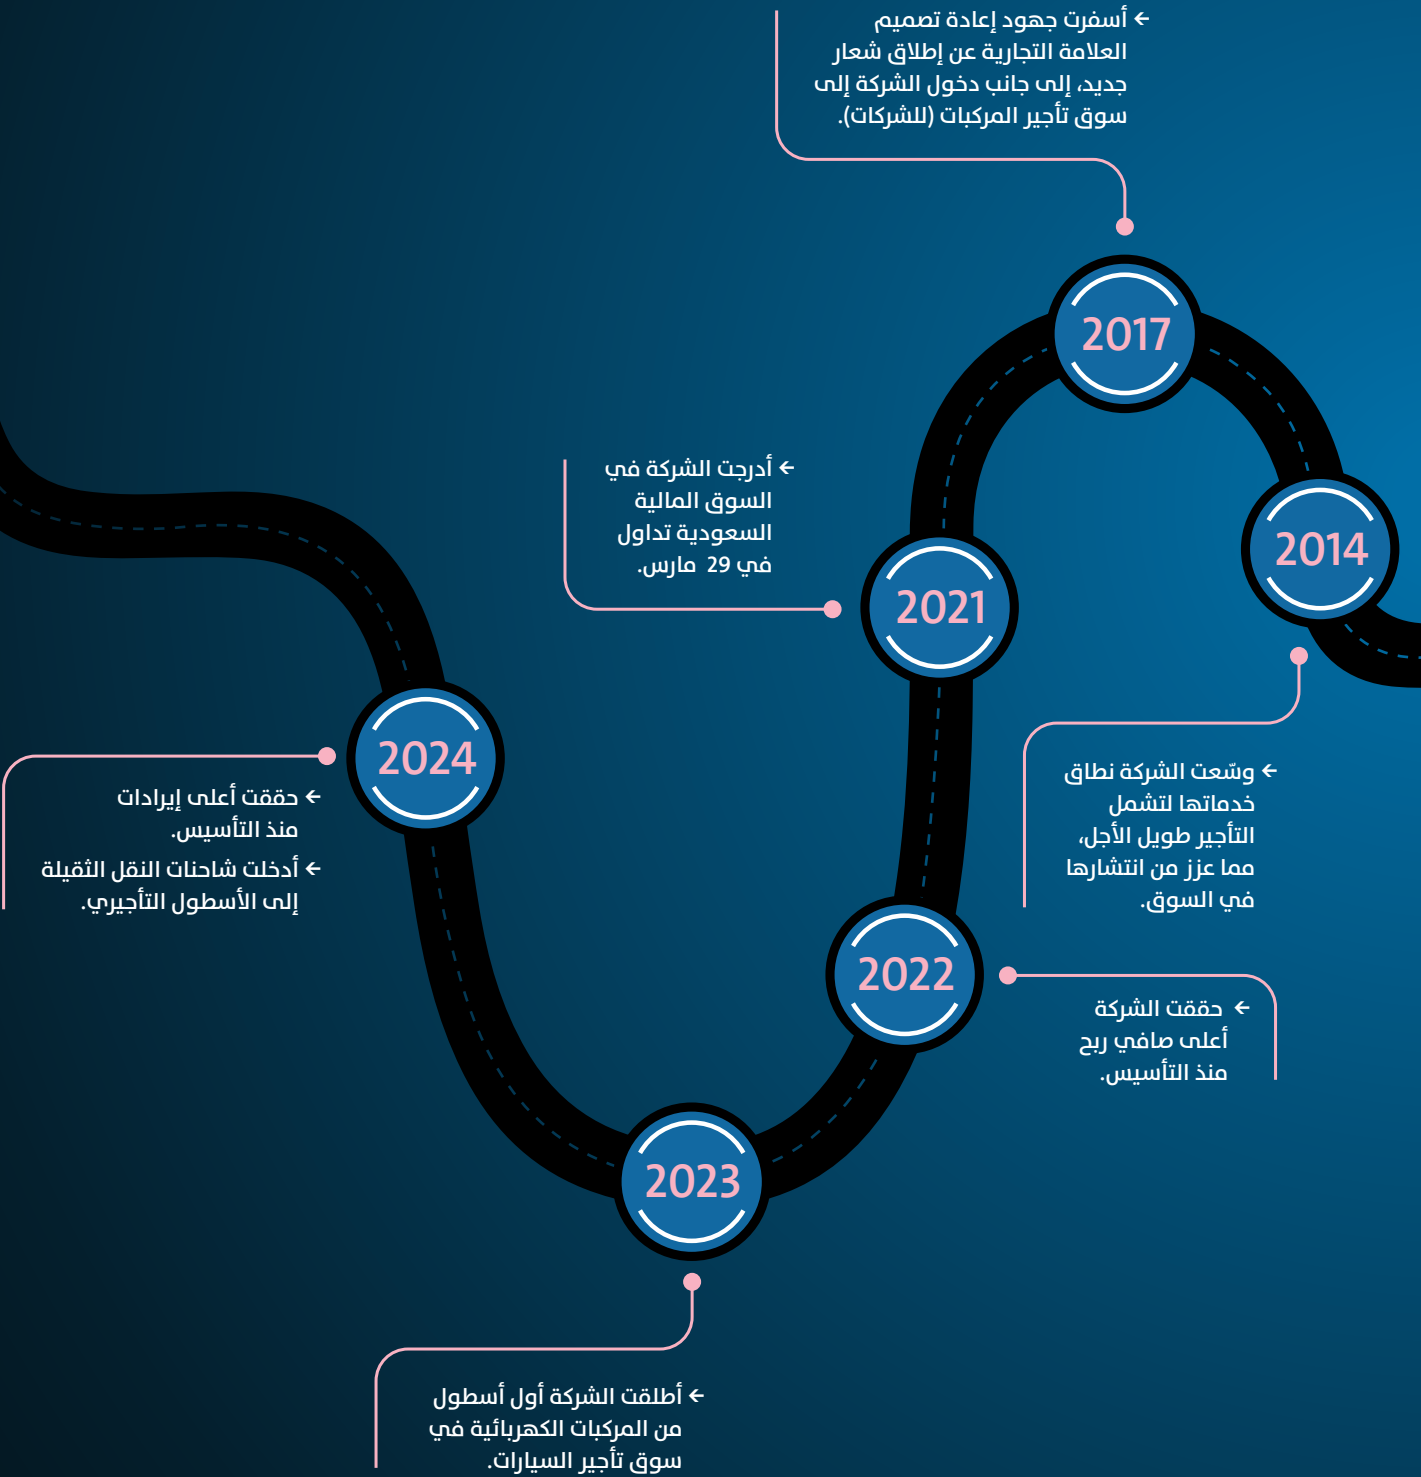 ← أسفرت جهود إعادة تصميم
العلامة التجارية عن إطلاق شعار
جديد، إلى جانب دخول الشركة إلى
سوق تأجير المركبات (للشركات).
2017
2014
← وسّعت الشركة نطاق
خدماتها لتشمل
التأجير طويل الأجل،
مما عزز من انتشارها
في السوق.
← أدرجت الشركة في
السوق المالية
السعودية تداول
في 29 مارس.
2021
2022
← حققت الشركة
أعلى صافي ربح
منذ التأسيس.
2023
← أطلقت الشركة أول أسطول
من المركبات الكهربائية في
سوق تأجير السيارات.
2024
← حققت أعلى إيرادات
منذ التأسيس.
← أدخلت شاحنات النقل الثقيلة
إلى الأسطول التأجيري.